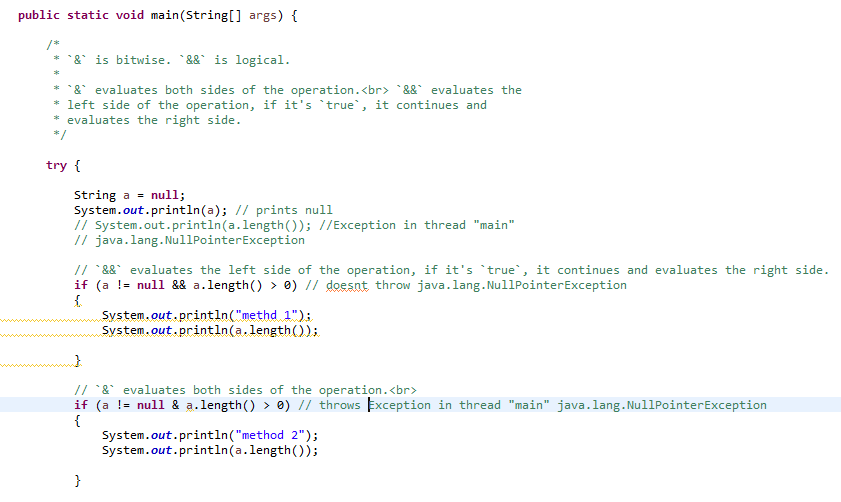 public static void main(String[] args) {
/*
* `&` is bitwise. `&&` is logical.
*
* `&` evaluates both sides of the operation.<br> `&&` evaluates the
* left side of the operation, if it's `true`, it continues and
* evaluates the right side.
*/
try {
String a = null;
System.out.println(a); // prints null
// System.out.println(a.length()); //Exception in thread "main"
// java.lang.NullPointerException
// `&&` evaluates the left side of the operation, if it's `true`, it continues and evaluates the right side.
if (a != null && a.length() > 0) // doesnt throw java.lang.NullPointerException
{
System.out.println("methd 1");
System.out.println(a.length());
}
// `&` evaluates both sides of the operation.<br>
if (a != null & a.length() > 0) // throws Exception in thread "main" java.lang.NullPointerException
{
System.out.println("method 2");
System.out.println(a.length());
}